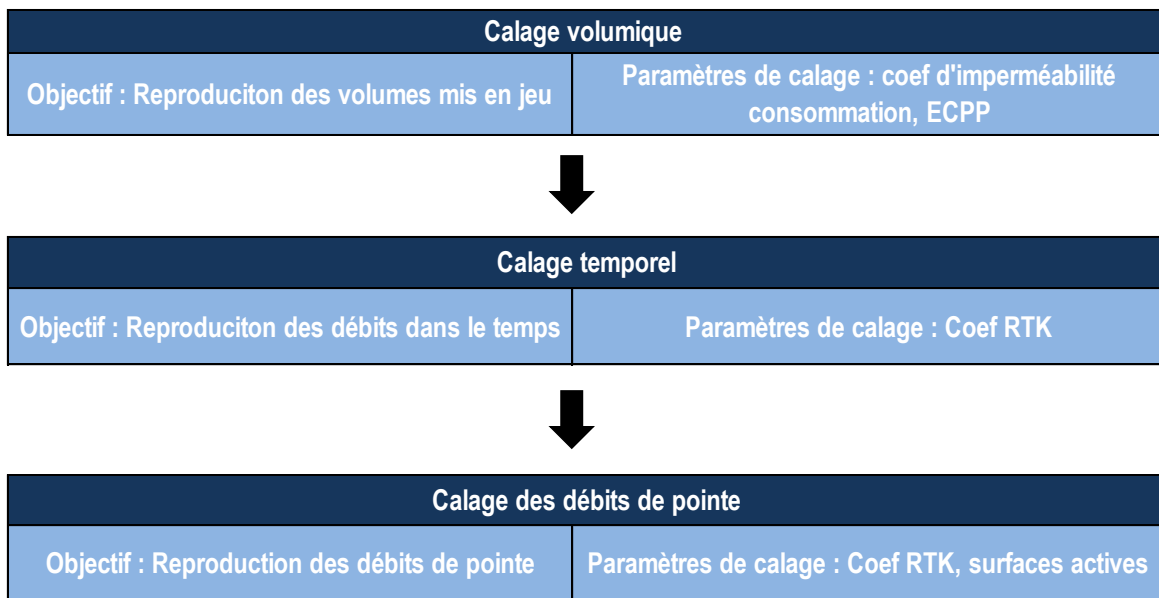 Calage volumique
Objectif : Reproduciton des volumes mis en jeu
Paramètres de calage : coef d'imperméabilité
consommation, ECPP
Calage temporel
Objectif : Reproduciton des débits dans le temps
Paramètres de calage : Coef RTK
Calage des débits de pointe
Objectif : Reproduction des débits de pointe
Paramètres de calage : Coef RTK, surfaces actives